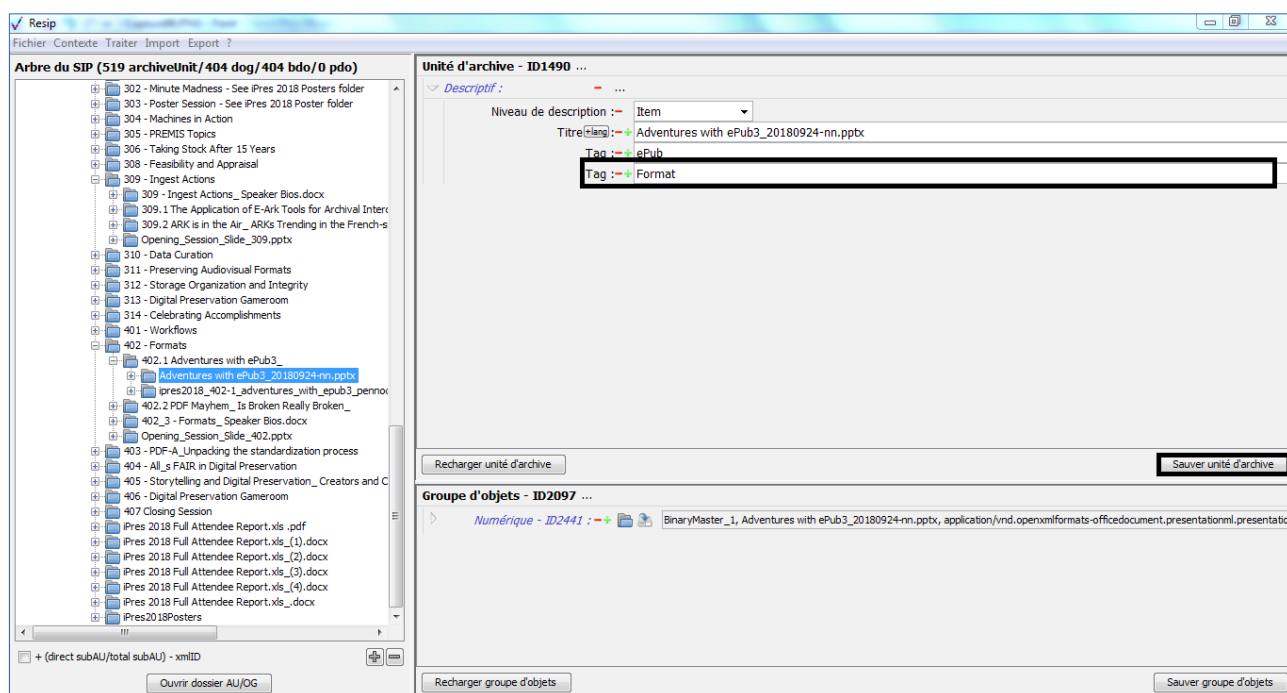 Resip
Fichier Contexte Traiter Import Export ?
Arbre du SIP (519 archiveUnit/404 dog/404 bdo/0 pdo)
302 - Minute Madness - See iPres 2018 Posters folder
303 - Poster Session - See iPres 2018 Poster folder
304 - Machines in Action
305 - PREMIS Topics
306 - Taking Stock After 15 Years
308 - Feasibility and Appraisal
309 - Ingest Actions
309 - Ingest Actions_ Speaker Bios.docx
309.1 The Application of E-Ark Tools for Archival Interc
309.2 ARK is in the Air_ ARKs Trending in the French-s
Opening_Session_Slide_309.pptx
310 - Data Curation
311 - Preserving Audiovisual Formats
312 - Storage Organization and Integrity
313 - Digital Preservation Gameroom
314 - Celebrating Accomplishments
401 - Workflows
402 - Formats
402.1 Adventures with ePub3_
Adventures with ePub3_20180924-nn.pptx
ipres2018_402-1_adventures_with_epub3_pennoc
402.2 PDF Mayhem_ Is Broken Really Broken_
402_3 - Formats_ Speaker Bios.docx
Opening_Session_Slide_402.pptx
403 - PDF-A_Unpacking the standardization process
404 - All_s FAIR in Digital Preservation
405 - Storytelling and Digital Preservation_ Creators and C
406 - Digital Preservation Gameroom
407 Closing Session
iPres 2018 Full Attendee Report.xls .pdf
iPres 2018 Full Attendee Report.xls_(1).docx
iPres 2018 Full Attendee Report.xls_(2).docx
iPres 2018 Full Attendee Report.xls_(3).docx
iPres 2018 Full Attendee Report.xls_(4).docx
iPres 2018 Full Attendee Report.xls_.docx
iPres2018Posters
+ (direct subAU/total subAU) - xmlID
Ouvrir dossier AU/OG
Unité d'archive - ID1490 ...
Descriptif : − ...
Niveau de description :− Item
Titre +lang :−+ Adventures with ePub3_20180924-nn.pptx
Tag :−+ ePub
Tag :−+ Format
Recharger unité d'archive
Sauver unité d'archive
Groupe d'objets - ID2097 ...
Numérique - ID2441 : −+ BinaryMaster_1, Adventures with ePub3_20180924-nn.pptx, application/vnd.openxmlformats-officedocument.presentationml.presentatio
Recharger groupe d'objets
Sauver groupe d'objets